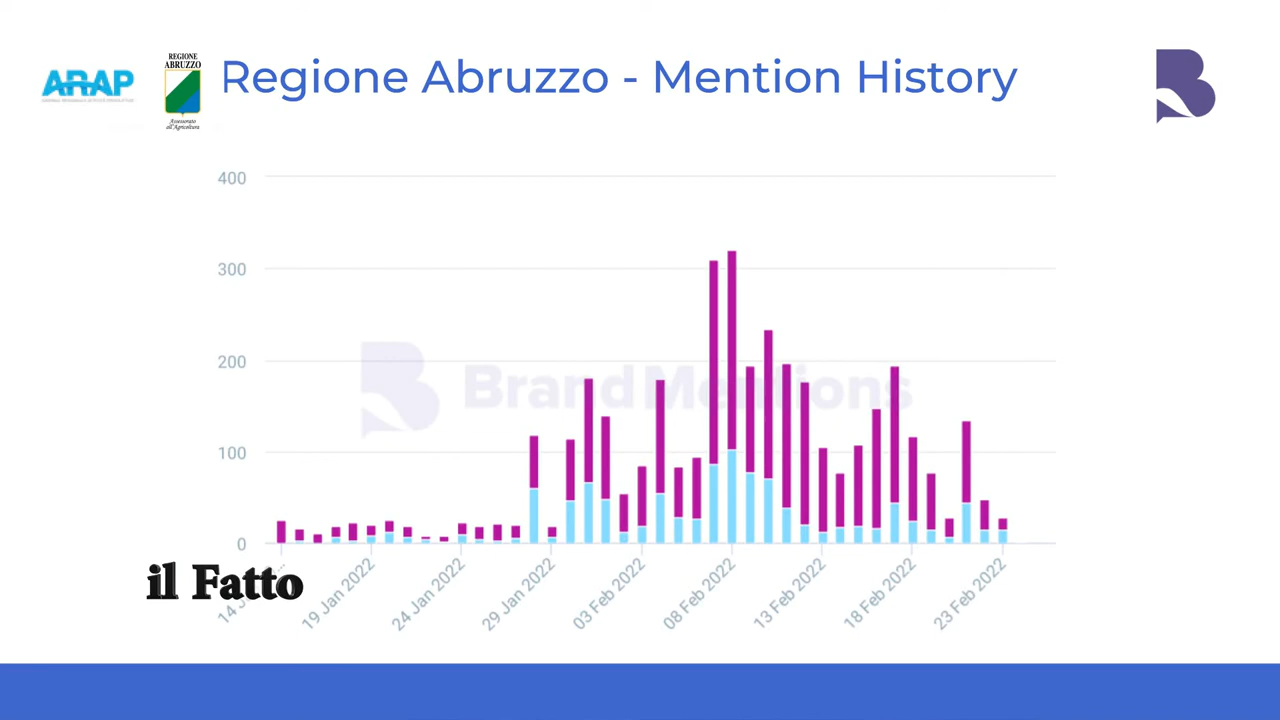 ARAP
REGIONE
ABRUZZO
Assessorato
all'Agricoltura
Regione Abruzzo - Mention History
400
300
200
100
0
BrandMentions
il Fatto
19 Jan 2022
24 Jan 2022
29 Jan 2022
03 Feb 2022
08 Feb 2022
13 Feb 2022
18 Feb 2022
23 Feb 2022